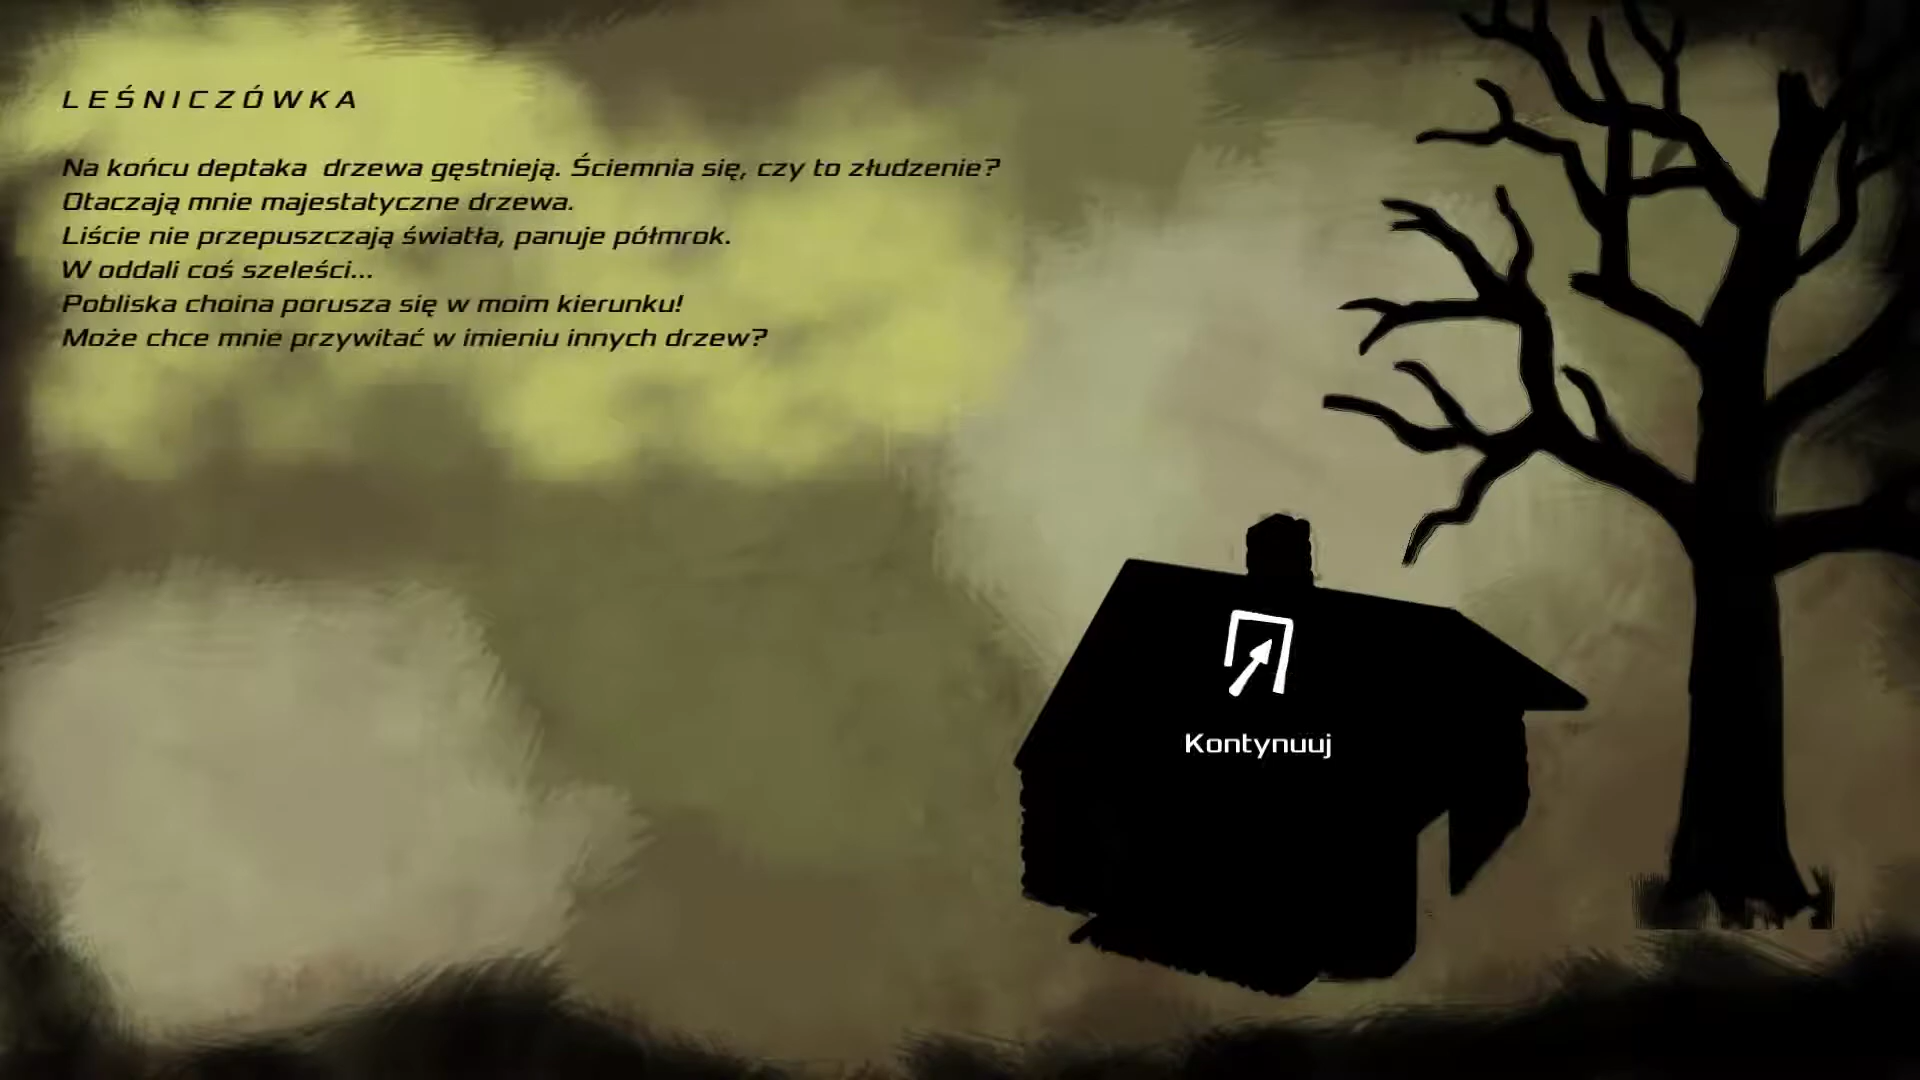 LEŚNICZÓWKA
Na końcu deptaka  drzewa gęstnieją. Ściemnia się, czy to złudzenie?
Otaczają mnie majestatyczne drzewa.
Liście nie przepuszczają światła, panuje półmrok.
W oddali coś szeleści...
Pobliska choina porusza się w moim kierunku!
Może chce mnie przywitać w imieniu innych drzew?
Kontynuuj